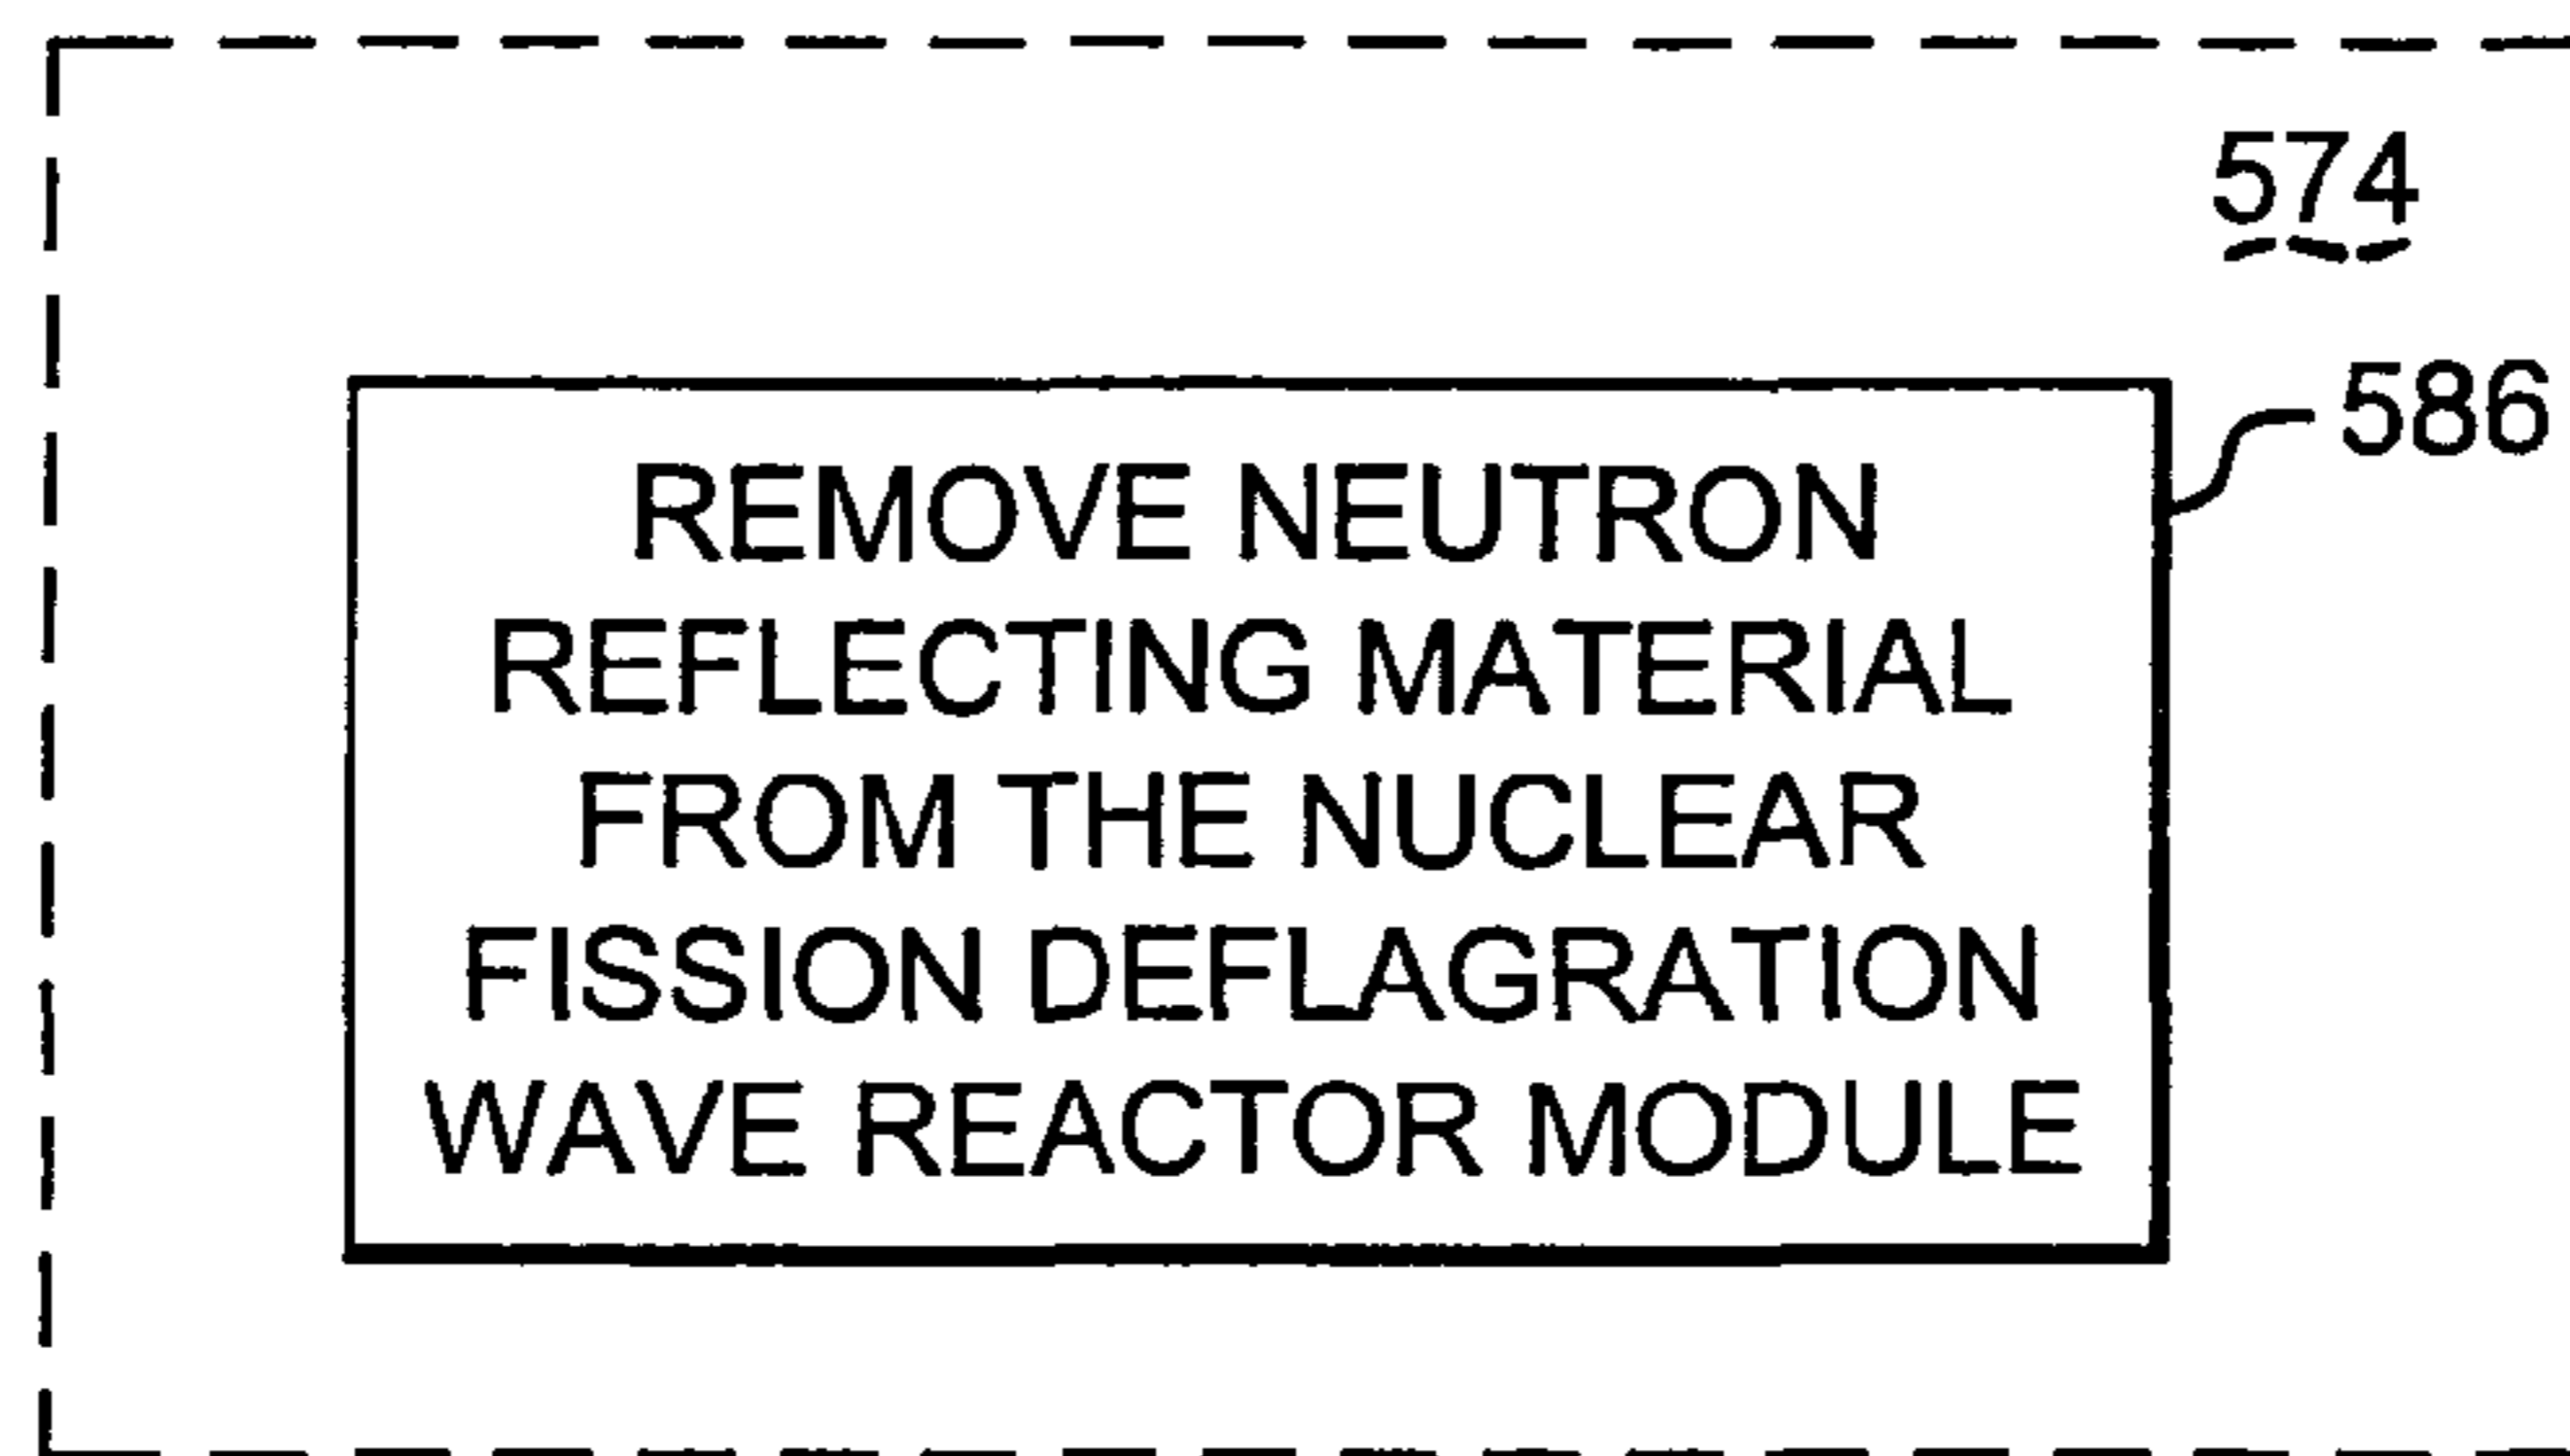 574
586
REMOVE NEUTRON
REFLECTING MATERIAL
FROM THE NUCLEAR
FISSION DEFLAGRATION
WAVE REACTOR MODULE